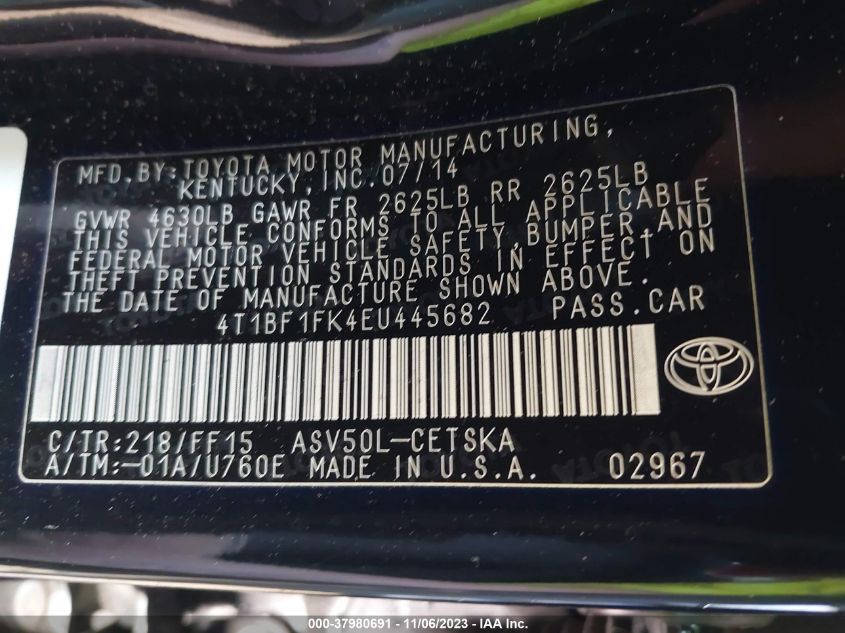 MFD. BY: TOYOTA MOTOR MANUFACTURING,
KENTUCKY, INC. 07/14
GVWR 4630LB GAWR FR 2625LB RR 2625LB
THIS VEHICLE CONFORMS TO ALL APPLICABLE
FEDERAL MOTOR VEHICLE SAFETY, BUMPER, AND
THEFT PREVENTION STANDARDS IN EFFECT ON
THE DATE OF MANUFACTURE SHOWN ABOVE.
4T1BF1FK4EU445682 PASS. CAR
C/TR: 218/FF15 ASV50L-CETSKA
A/TM: -01A/U760E MADE IN U.S.A. 02967
000-37980691 - 11/06/2023 - IAA Inc.